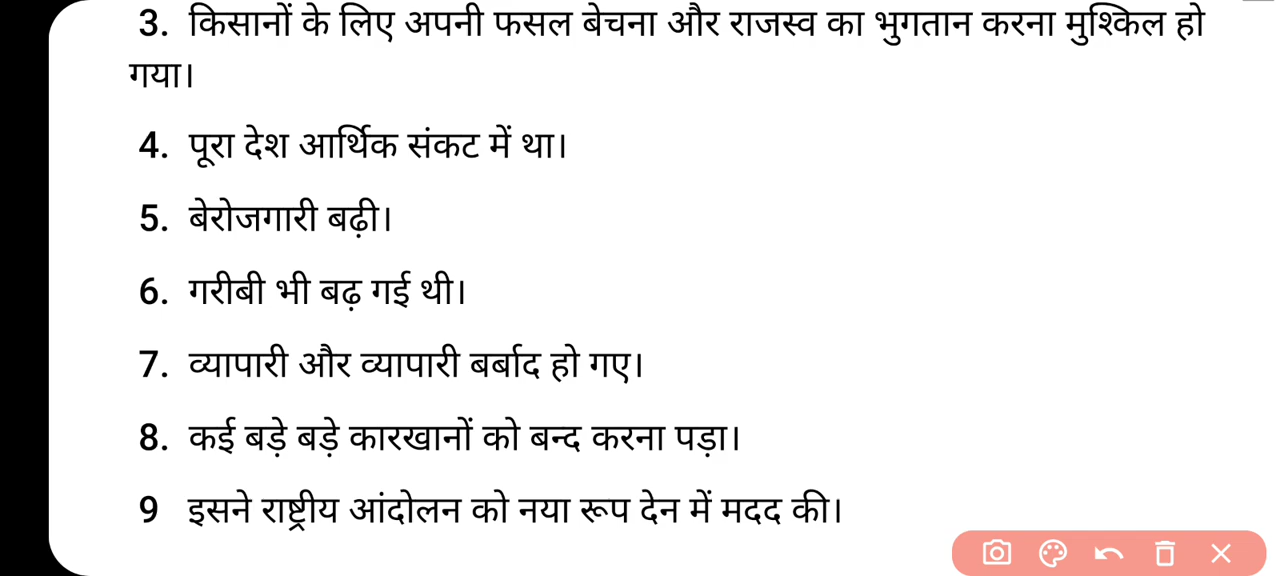 3. किसानों के लिए अपनी फसल बेचना और राजस्व का भुगतान करना मुश्किल हो
गया।
4. पूरा देश आर्थिक संकट में था।
5. बेरोजगारी बढ़ी।
6. गरीबी भी बढ़ गई थी।
7. व्यापारी और व्यापारी बर्बाद हो गए।
8. कई बड़े बड़े कारखानों को बन्द करना पड़ा।
9 इसने राष्ट्रीय आंदोलन को नया रूप देन में मदद की।